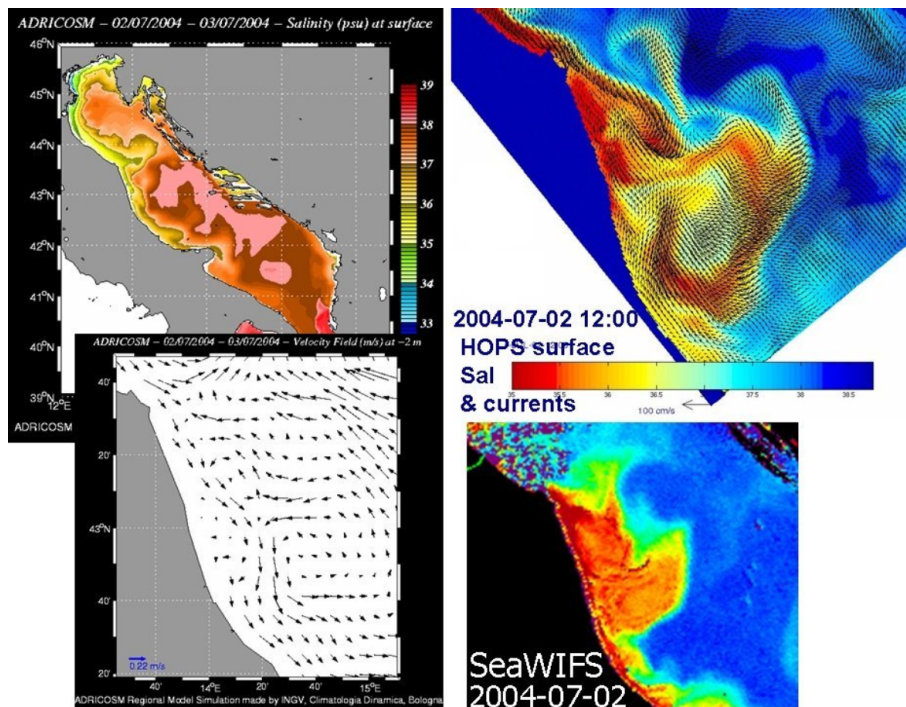 ADRICOSM - 02/07/2004 - 03/07/2004 - Salinity (psu) at surface
46°N
45°N
44°N
43°N
42°N
41°N
40°N
39°N
12°E
39
38
37
36
35
34
33
ADRICOSM
ADRICOSM - 02/07/2004 - 03/07/2004 - Velocity Field (m/s) at -2 m
40'
20'
43°N
40'
20'
0.22 m/s
40'
14°E
20'
40'
15°E
ADRICOSM Regional Model Simulation made by INGV, Climatologia Dinamica, Bologna
2004-07-02 12:00
HOPS surface
Sal
& currents
35
35.5
36
36.5
37
37.5
38
38.5
100 cm/s
SeaWIFS
2004-07-02